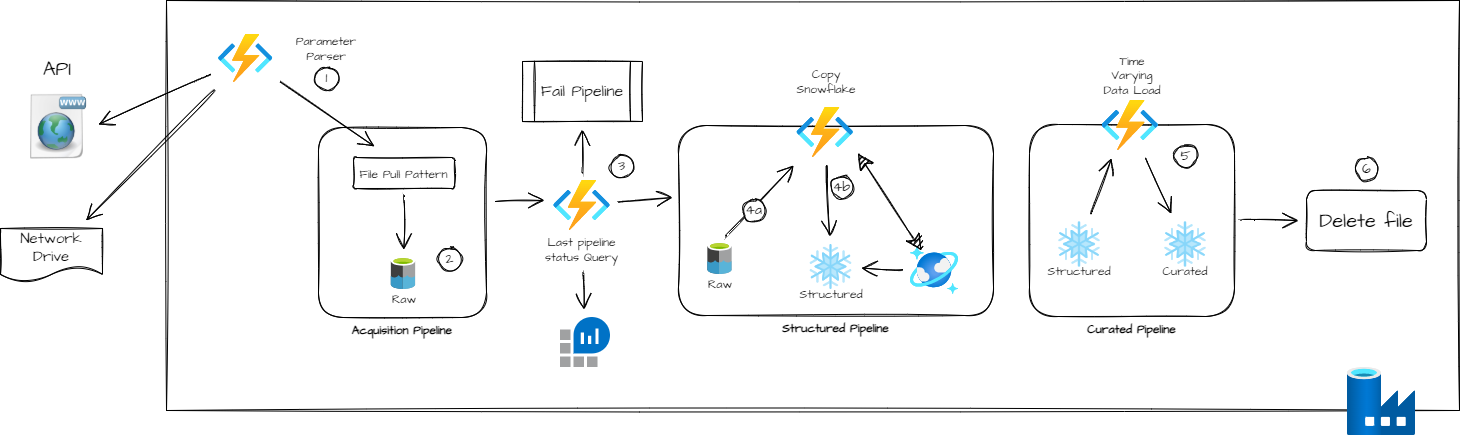 API
WWW
Network
Drive
Parameter
Parser
1
File Pull Pattern
2
Raw
Acquisition Pipeline
Fail Pipeline
3
Last pipeline
status Query
Copy
Snowflake
4a
4b
Raw
Structured
Structured Pipeline
Time
Varying
Data Load
5
Structured
Curated
Curated Pipeline
6
Delete file